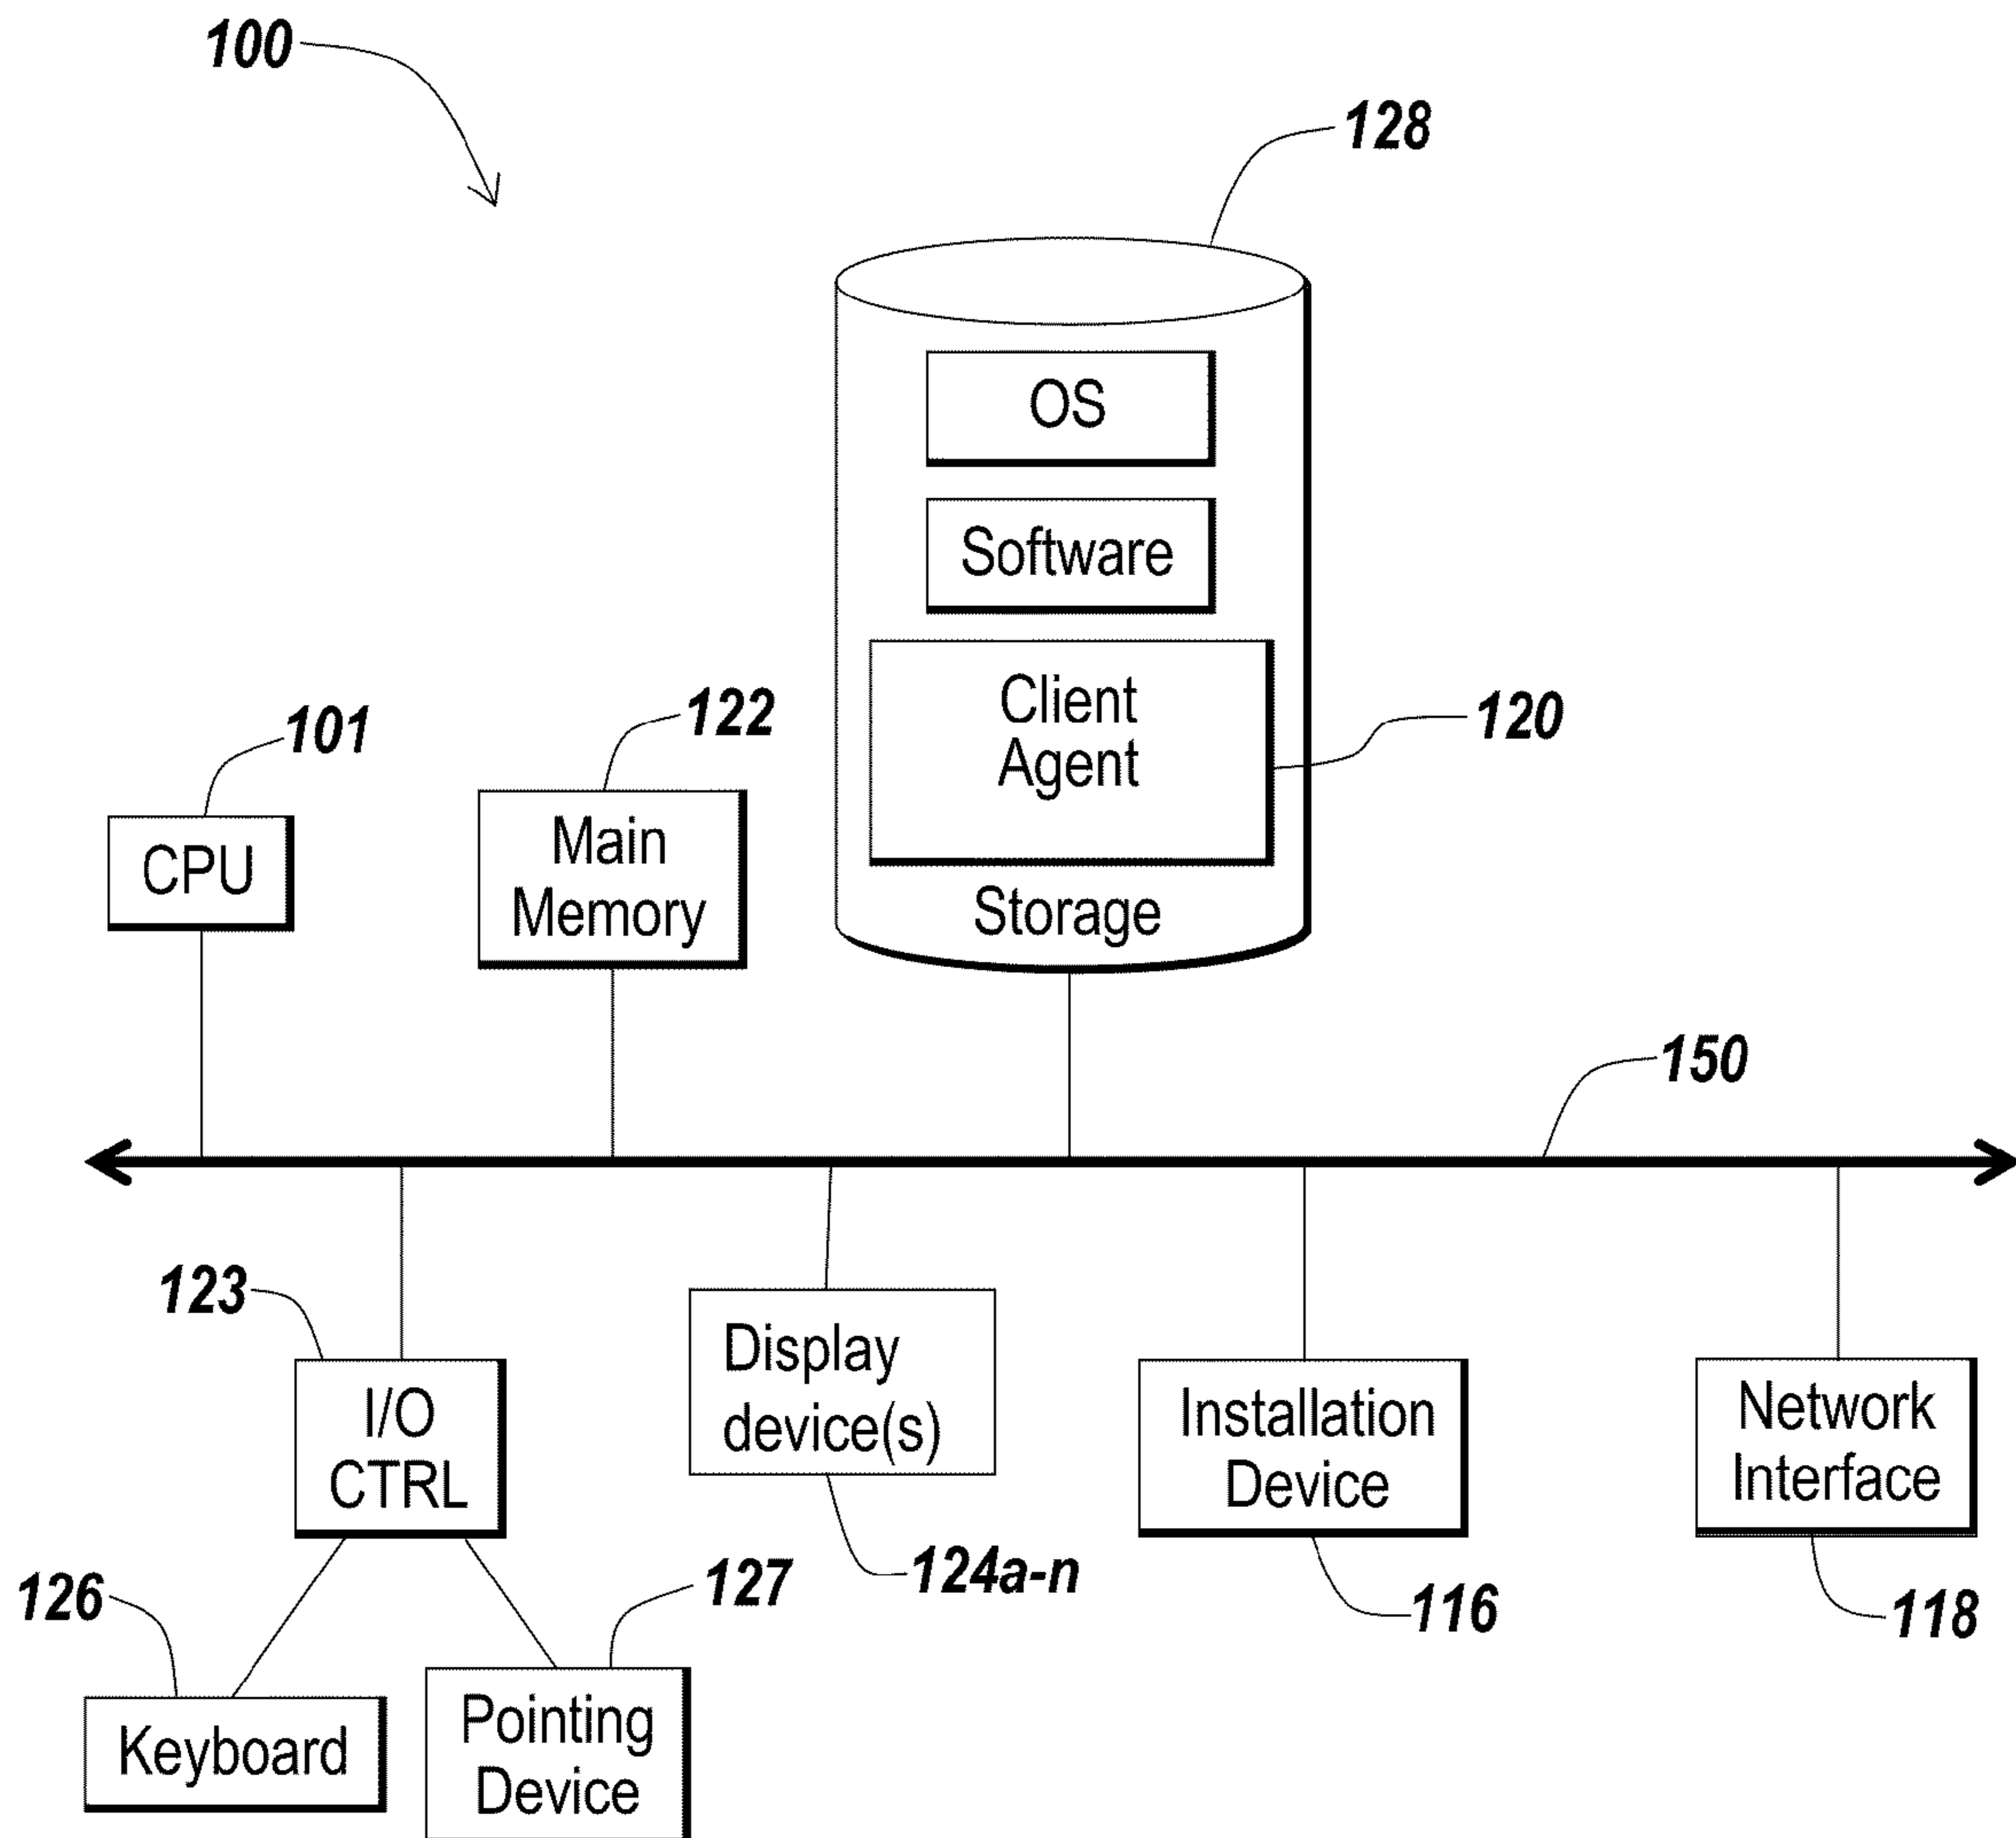 100
128
OS
Software
Client
Agent
120
Storage
101
CPU
122
Main
Memory
150
123
I/O
CTRL
Display
device(s)
124a-n
Installation
Device
116
Network
Interface
118
126
Keyboard
127
Pointing
Device